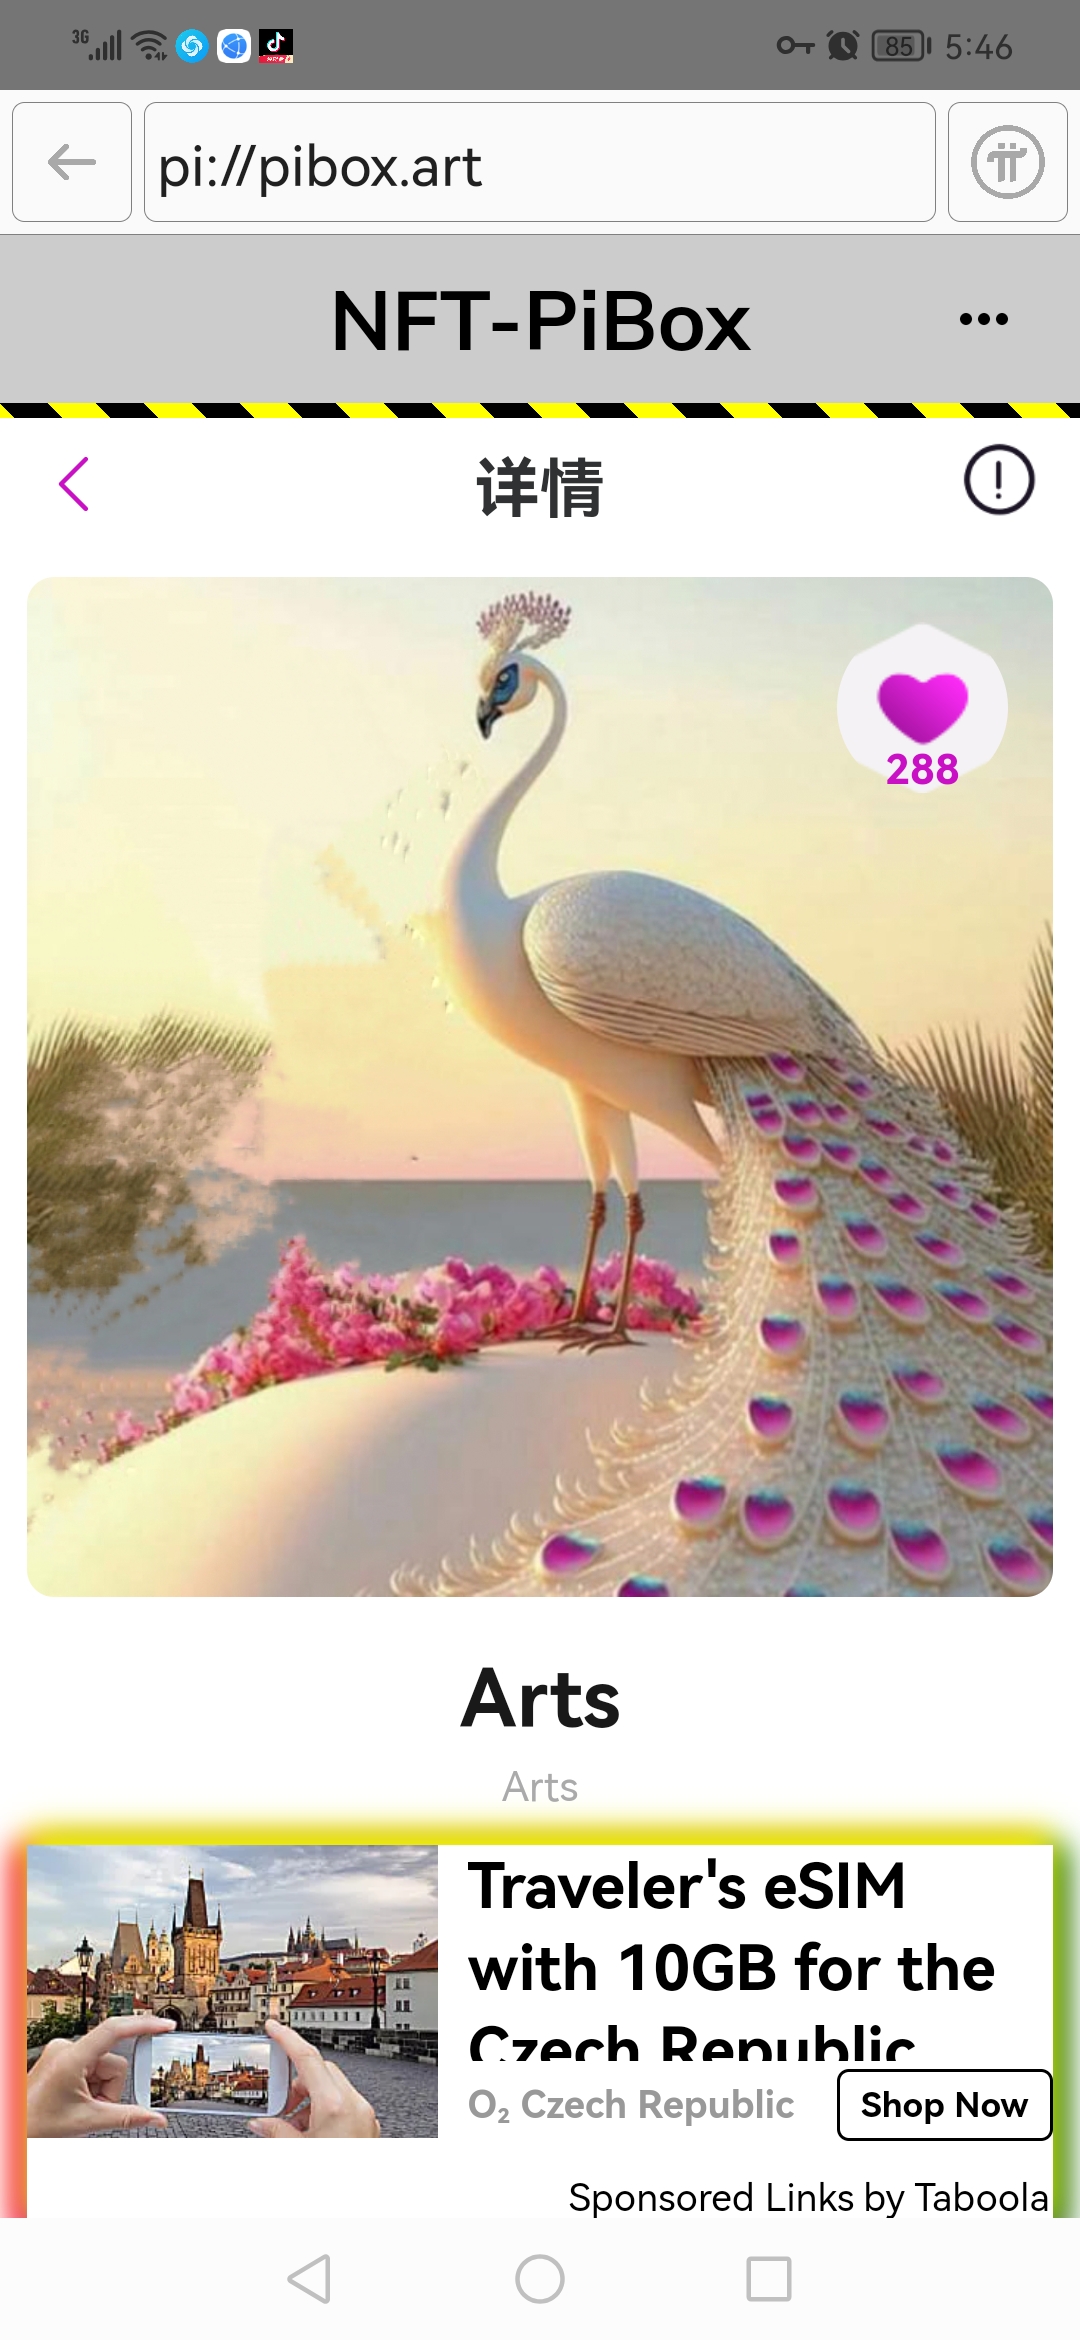 3G
85
5:46
pi://pibox.art
NFT-PiBox
详情
288
Arts
Arts
Traveler's eSIM
with 10GB for the
Czech Republic
O₂ Czech Republic
Shop Now
Sponsored Links by Taboola